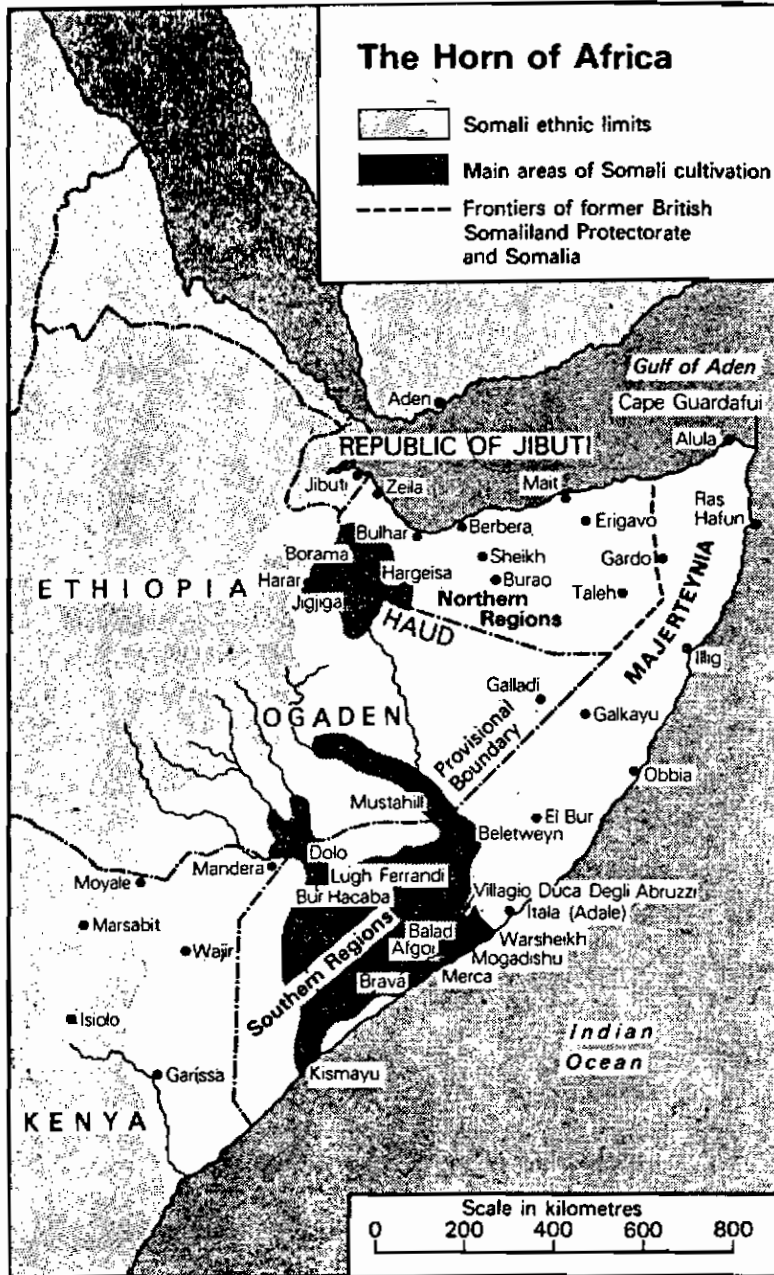 The Horn of Africa
Somali ethnic limits
Main areas of Somali cultivation
Frontiers of former British
Somaliland Protectorate
and Somalia
Gulf of Aden
Cape Guardafui
Aden
Alula
REPUBLIC OF JIBUTI
Jibuti
Zeila
Mait
Ras
Hafun
Bulhar
Berbera
Erigavo
Borama
Sheikh
Gardo
Harar
Hargeisa
Burao
ETHIOPIA
Jigjiga
Northern
Regions
Taleh
HAUD
MAJERTEYNIA
Illig
Galladi
OGADEN
Galkayu
Provisional
Boundary
Obbia
Mustahil
El Bur
Beletweyn
Dolo
Mandera
Lugh Ferrandi
Moyale
Bur Hacaba
Villagio Duca Degli Abruzzi
Itala (Adale)
Marsabit
Balad
Warsheikh
Wajir
Afgoi
Mogadishu
Southern Regions
Brava
Merca
Isiolo
Indian
Ocean
Garissa
Kismayu
KENYA
Scale in kilometres
0 200 400 600 800